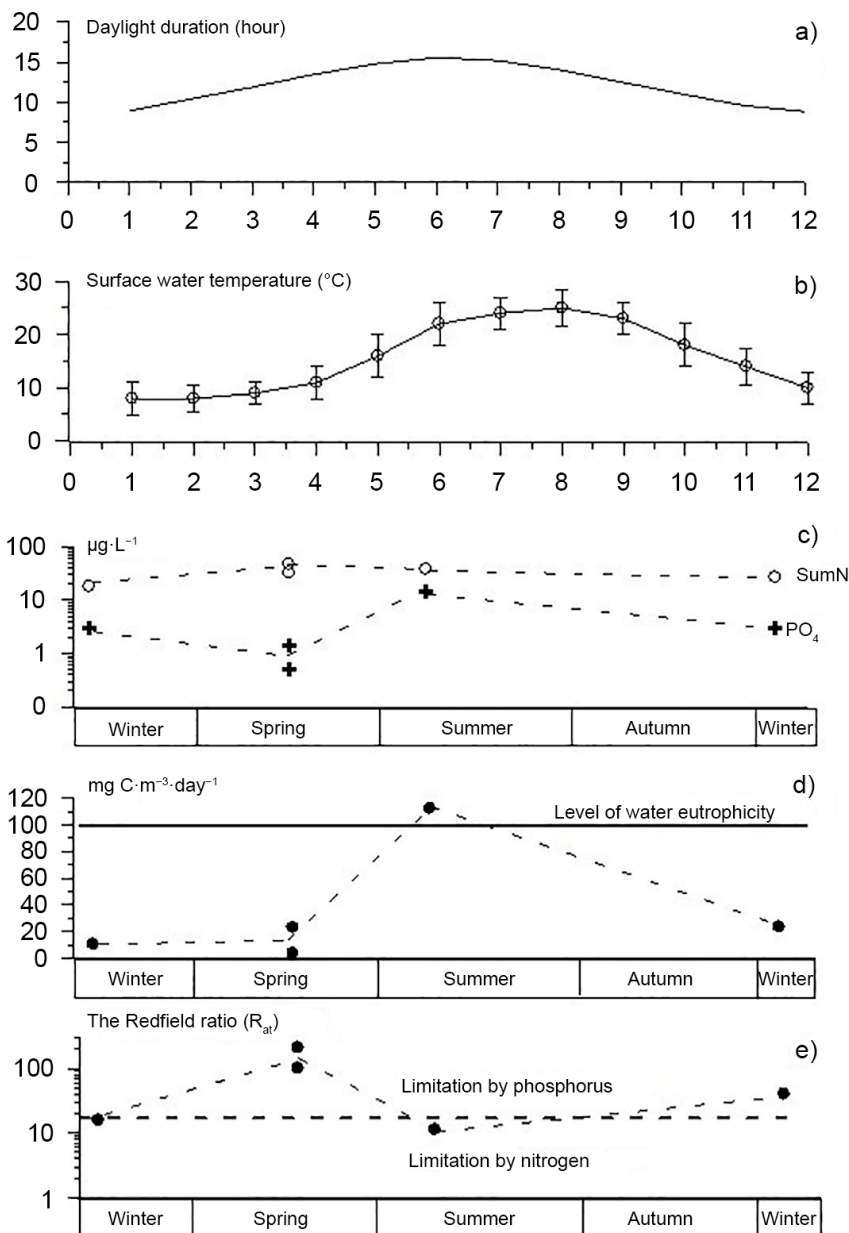 20
Daylight duration (hour)
a)
15
10
5
0
0 1 2 3 4 5 6 7 8 9 10 11 12
30
Surface water temperature (°C)
b)
20
10
0
0 1 2 3 4 5 6 7 8 9 10 11 12
c)
100
µg·L⁻¹
SumN
10
PO₄
1
0
Winter Spring Summer Autumn Winter
mg C·m⁻³·day⁻¹
d)
120
Level of water eutrophicity
100
80
60
40
20
0
Winter Spring Summer Autumn Winter
The Redfield ratio (Rat)
e)
100
Limitation by phosphorus
10
Limitation by nitrogen
1
Winter Spring Summer Autumn Winter